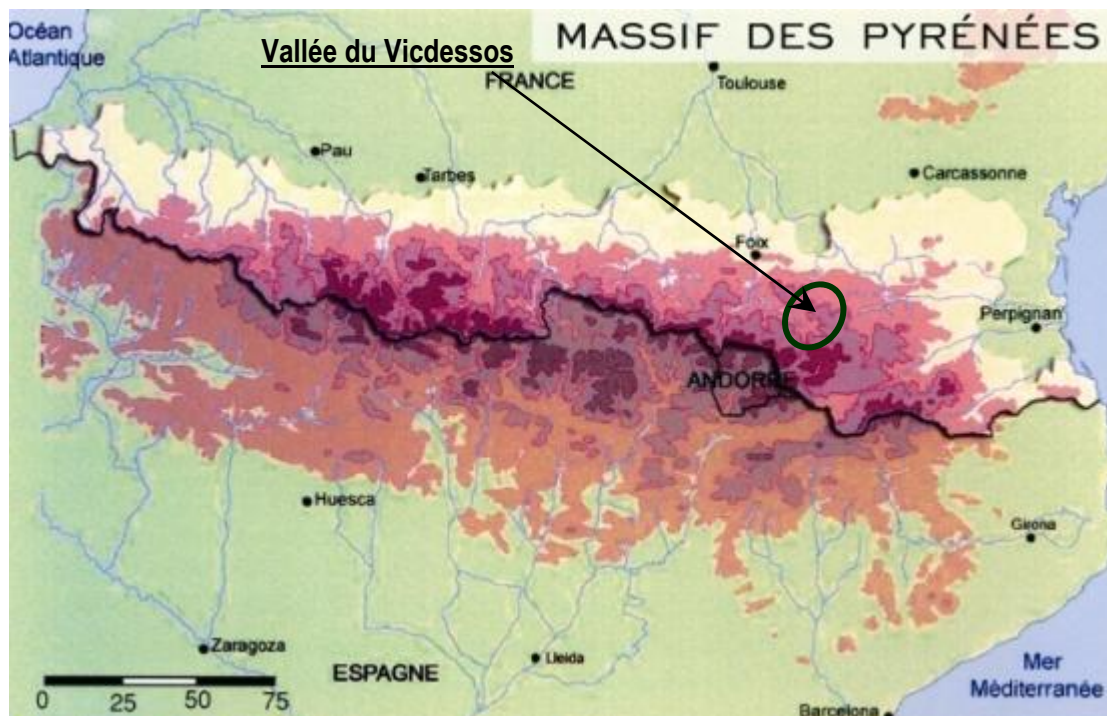 MASSIF DES PYRÉNÉES
Océan
Atlantique
Vallée du Vicdessos
FRANCE
Toulouse
Pau
Tarbes
Carcassonne
Foix
Perpignan
ANDORRE
Huesca
Girona
Zaragoza
Lleida
ESPAGNE
Mer
Méditerranée
Barcelona
0 25 50 75